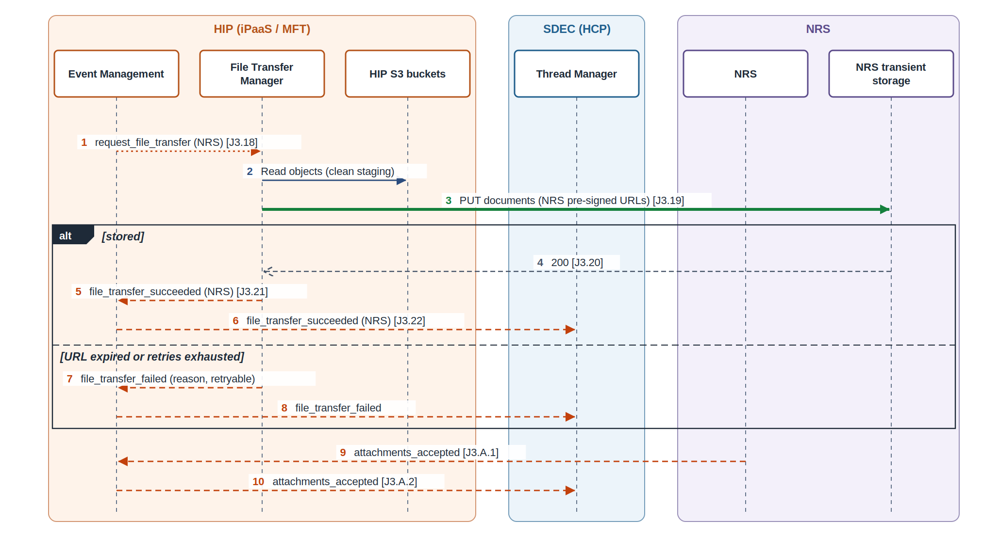 HIP (iPaaS / MFT)
SDEC (HCP)
NRS
Event Management
File Transfer
Manager
HIP S3 buckets
Thread Manager
NRS
NRS transient
storage
1 request_file_transfer (NRS) [J3.18]
2 Read objects (clean staging)
3 PUT documents (NRS pre-signed URLs) [J3.19]
alt [stored]
4 200 [J3.20]
5 file_transfer_succeeded (NRS) [J3.21]
6 file_transfer_succeeded (NRS) [J3.22]
[URL expired or retries exhausted]
7 file_transfer_failed (reason, retryable)
8 file_transfer_failed
9 attachments_accepted [J3.A.1]
10 attachments_accepted [J3.A.2]